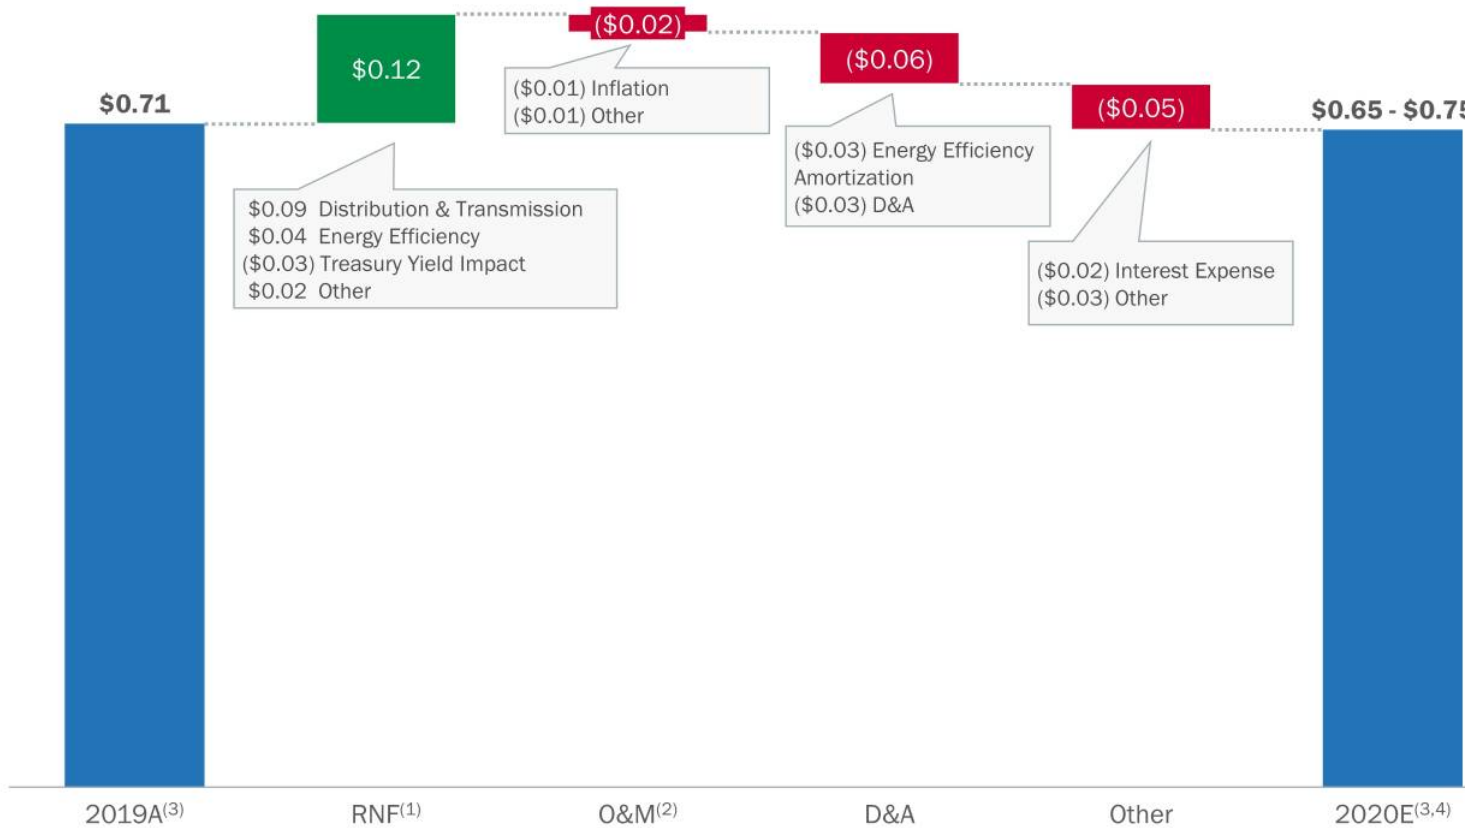 $0.71
$0.12
($0.02)
($0.06)
($0.05)
$0.65 - $0.75
$0.09 Distribution & Transmission
$0.04 Energy Efficiency
($0.03) Treasury Yield Impact
$0.02 Other
($0.01) Inflation
($0.01) Other
($0.03) Energy Efficiency
Amortization
($0.03) D&A
($0.02) Interest Expense
($0.03) Other
2019A(3)
RNF(1)
O&M(2)
D&A
Other
2020E(3,4)